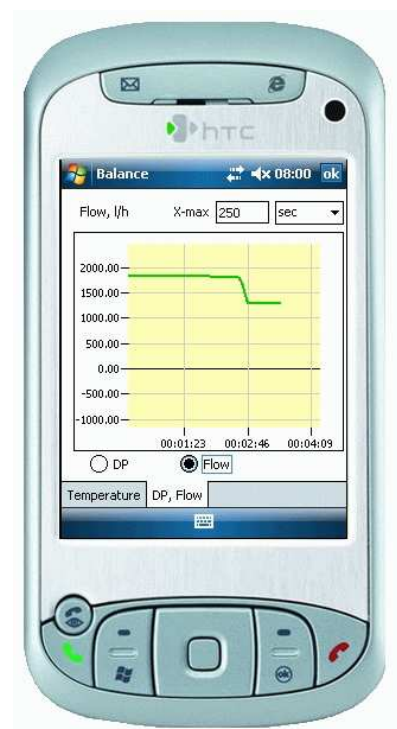 htc
Balance 08:00 ok
Flow, l/h X-max 250 sec
2000.00
1500.00
1000.00
500.00
0.00
-500.00
-1000.00
00:01:23 00:02:46 00:04:09
DP Flow
Temperature DP, Flow
ok